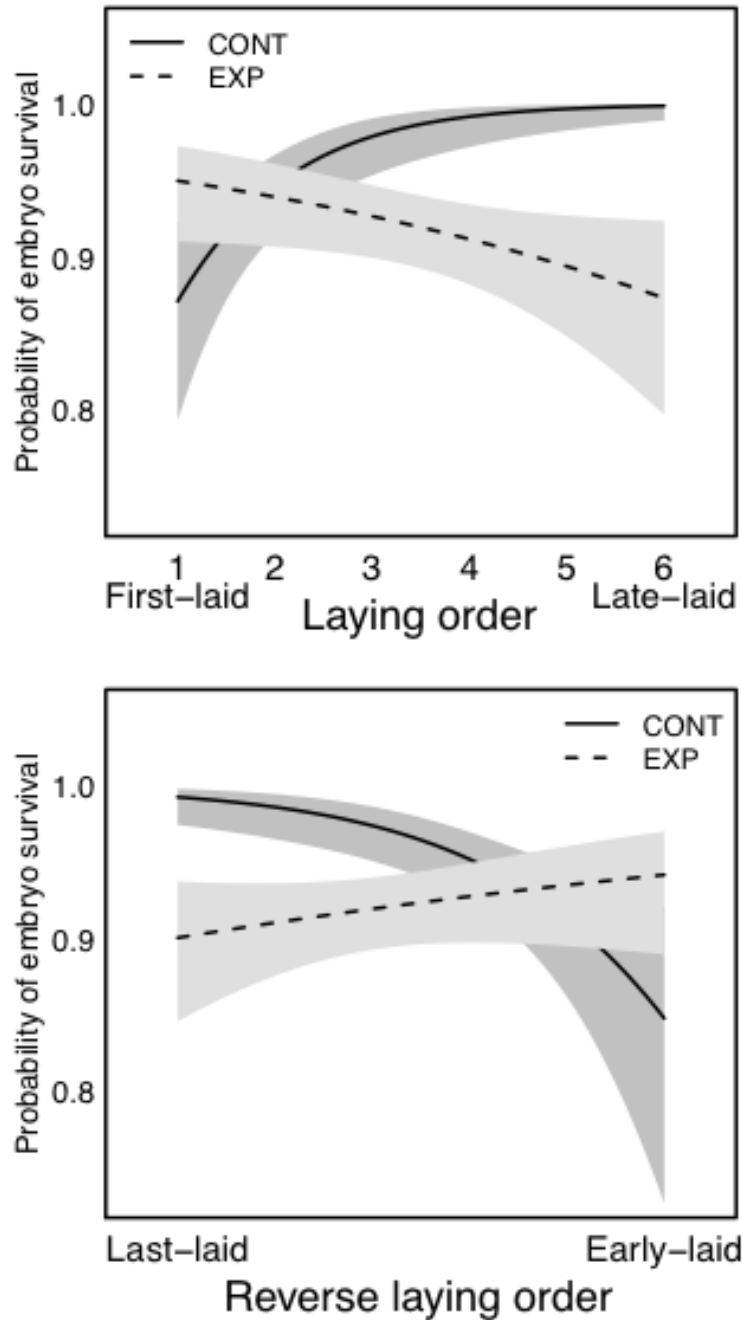 CONT
EXP
Probability of embryo survival
1.0
0.9
0.8
1 2 3 4 5 6
First-laid Late-laid
Laying order
CONT
EXP
Probability of embryo survival
1.0
0.9
0.8
Last-laid Early-laid
Reverse laying order